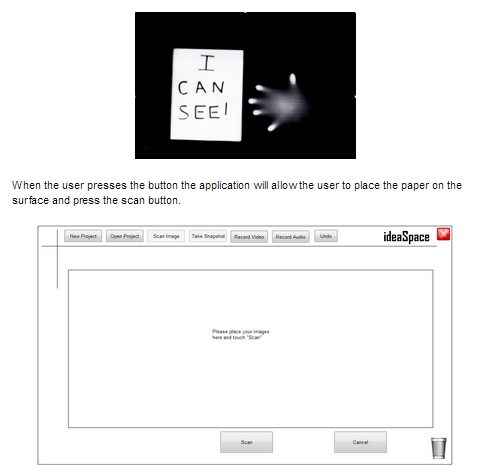 I
CAN
SEE!
When the user presses the button the application will allow the user to place the paper on the
surface and press the scan button.
New Project Open Project Scan Image Take Snapshot Record Video Record Audio Undo ideaSpace
Please place your images
here and touch "Scan"
Scan Cancel